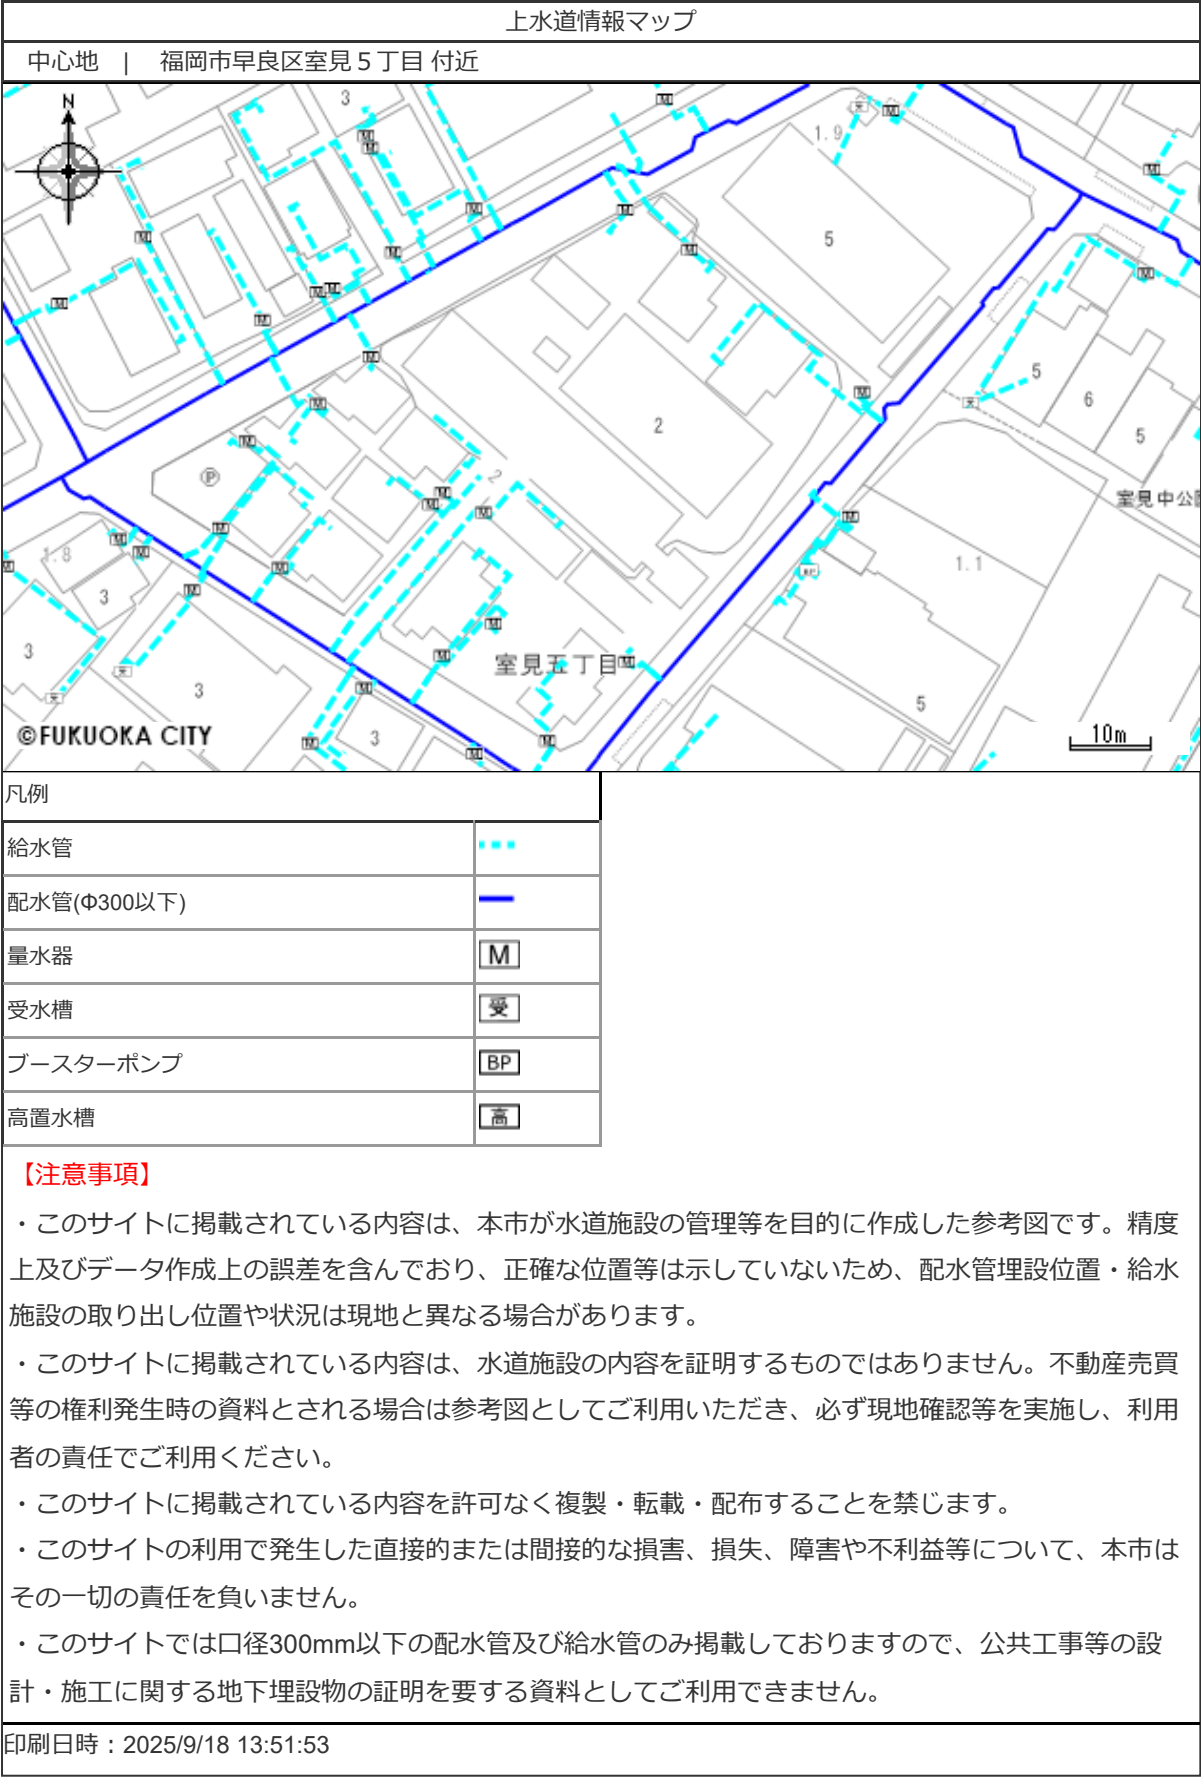 上水道情報マップ
中心地 | 福岡市早良区室見５丁目 付近
N
3
1.9
5
5
6
5
2
2
P
室見中公
1.8
3
3
3
1.1
室見五丁目
5
3
©FUKUOKA CITY
10m
凡例
給水管
配水管(Φ300以下)
量水器 M
受水槽 受
ブースターポンプ BP
高置水槽 高
【注意事項】
・このサイトに掲載されている内容は、本市が水道施設の管理等を目的に作成した参考図です。精度
上及びデータ作成上の誤差を含んでおり、正確な位置等は示していないため、配水管埋設位置・給水
施設の取り出し位置や状況は現地と異なる場合があります。
・このサイトに掲載されている内容は、水道施設の内容を証明するものではありません。不動産売買
等の権利発生時の資料とされる場合は参考図としてご利用いただき、必ず現地確認等を実施し、利用
者の責任でご利用ください。
・このサイトに掲載されている内容を許可なく複製・転載・配布することを禁じます。
・このサイトの利用で発生した直接的または間接的な損害、損失、障害や不利益等について、本市は
その一切の責任を負いません。
・このサイトでは口径300mm以下の配水管及び給水管のみ掲載しておりますので、公共工事等の設
計・施工に関する地下埋設物の証明を要する資料としてご利用できません。
印刷日時：2025/9/18 13:51:53